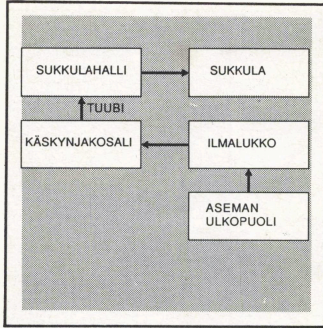 SUKKULAHALLI
SUKKULA
TUUBI
KÄSKYNJAKOSALI
ILMALUKKO
ASEMAN
ULKOPUOLI